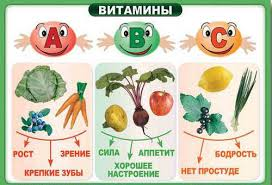 ВИТАМИНЫ
А В С
РОСТ ЗРЕНИЕ
КРЕПКИЕ ЗУБЫ
СИЛА АППЕТИТ
ХОРОШЕЕ
НАСТРОЕНИЕ
БОДРОСТЬ
НЕТ ПРОСТУДЕ